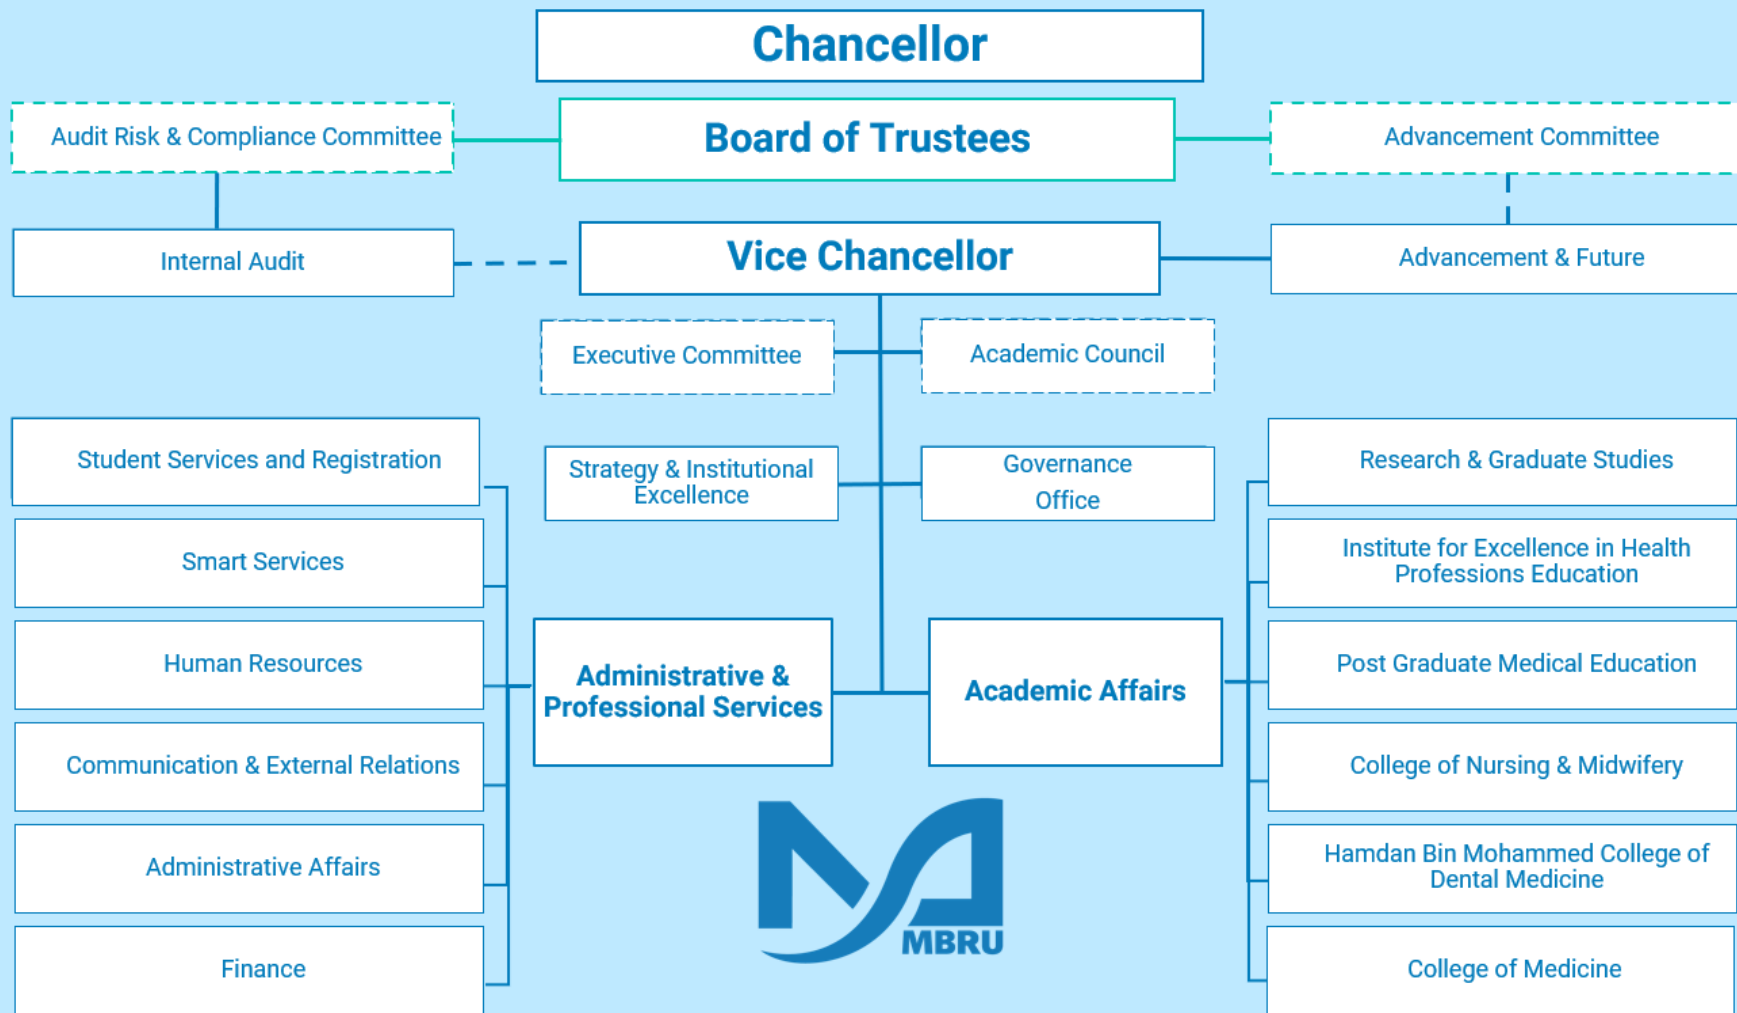 Chancellor
Audit Risk & Compliance Committee
Board of Trustees
Advancement Committee
Internal Audit
Vice Chancellor
Advancement & Future
Executive Committee
Academic Council
Student Services and Registration
Strategy & Institutional
Excellence
Governance
Office
Research & Graduate Studies
Smart Services
Institute for Excellence in Health
Professions Education
Human Resources
Administrative &
Professional Services
Academic Affairs
Post Graduate Medical Education
Communication & External Relations
College of Nursing & Midwifery
Administrative Affairs
Hamdan Bin Mohammed College of
Dental Medicine
MBRU
Finance
College of Medicine